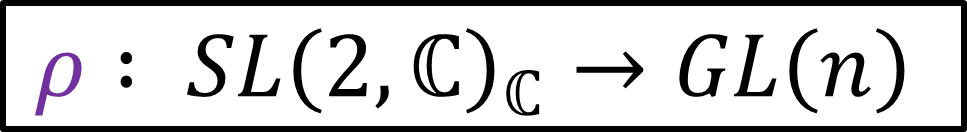 ρ : SL(2, ℂ)_ℂ → GL(n)